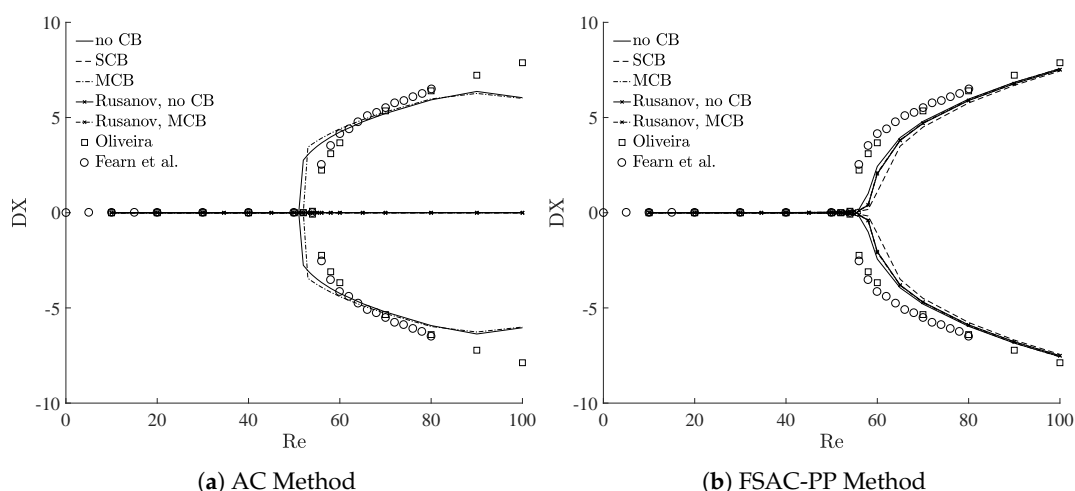 10
5
0
-5
-10
DX
no CB
SCB
MCB
Rusanov, no CB
Rusanov, MCB
Oliveira
Fearn et al.
0 20 40 60 80 100
Re
(a) AC Method
10
5
0
-5
-10
DX
no CB
SCB
MCB
Rusanov, no CB
Rusanov, MCB
Oliveira
Fearn et al.
0 20 40 60 80 100
Re
(b) FSAC-PP Method